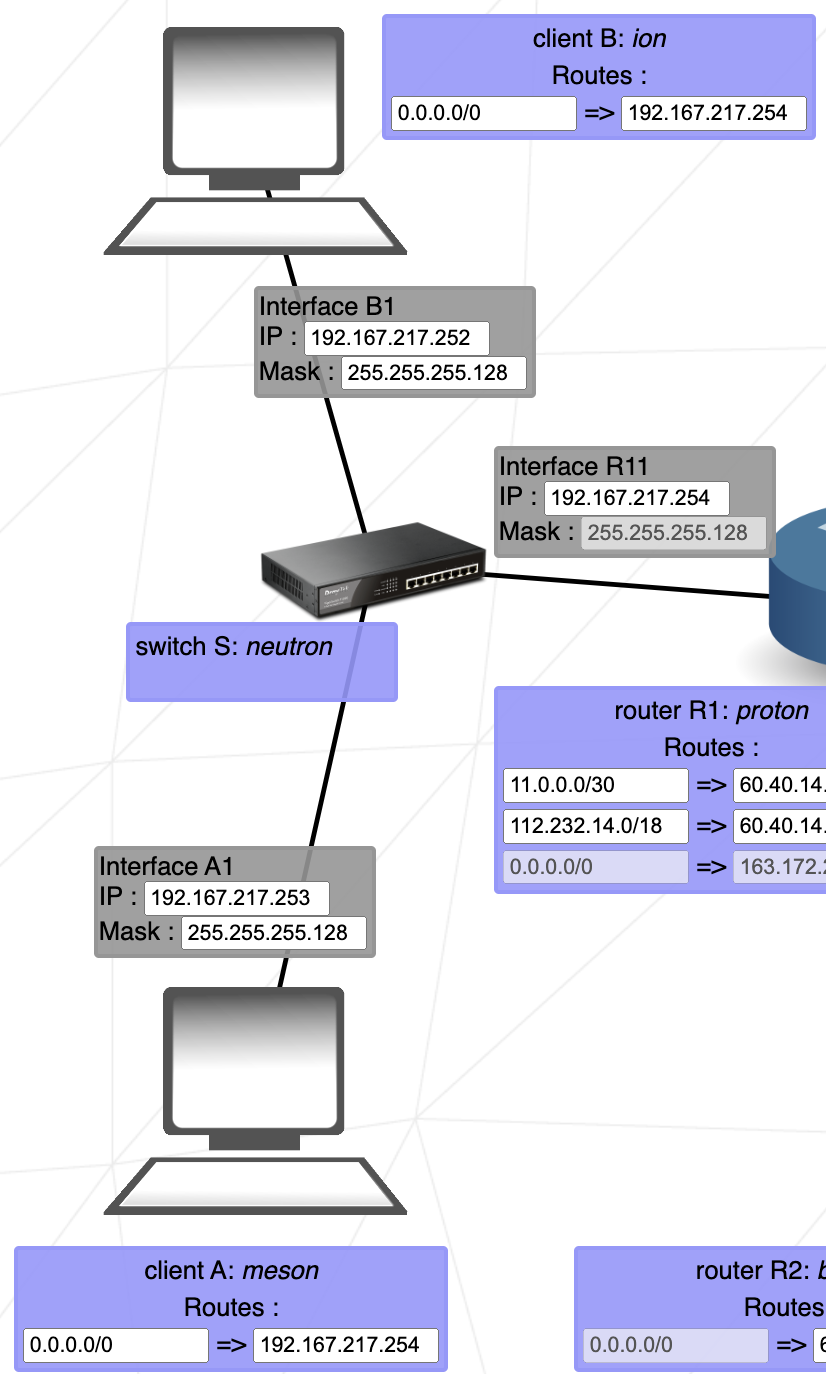 client B: ion
Routes :
0.0.0.0/0 => 192.167.217.254
Interface B1
IP : 192.167.217.252
Mask : 255.255.255.128
Interface R11
IP : 192.167.217.254
Mask : 255.255.255.128
switch S: neutron
router R1: proton
Routes :
11.0.0.0/30 => 60.40.14.
112.232.14.0/18 => 60.40.14.
0.0.0.0/0 => 163.172.2
Interface A1
IP : 192.167.217.253
Mask : 255.255.255.128
client A: meson
Routes :
0.0.0.0/0 => 192.167.217.254
router R2: b
Routes
0.0.0.0/0 => 6